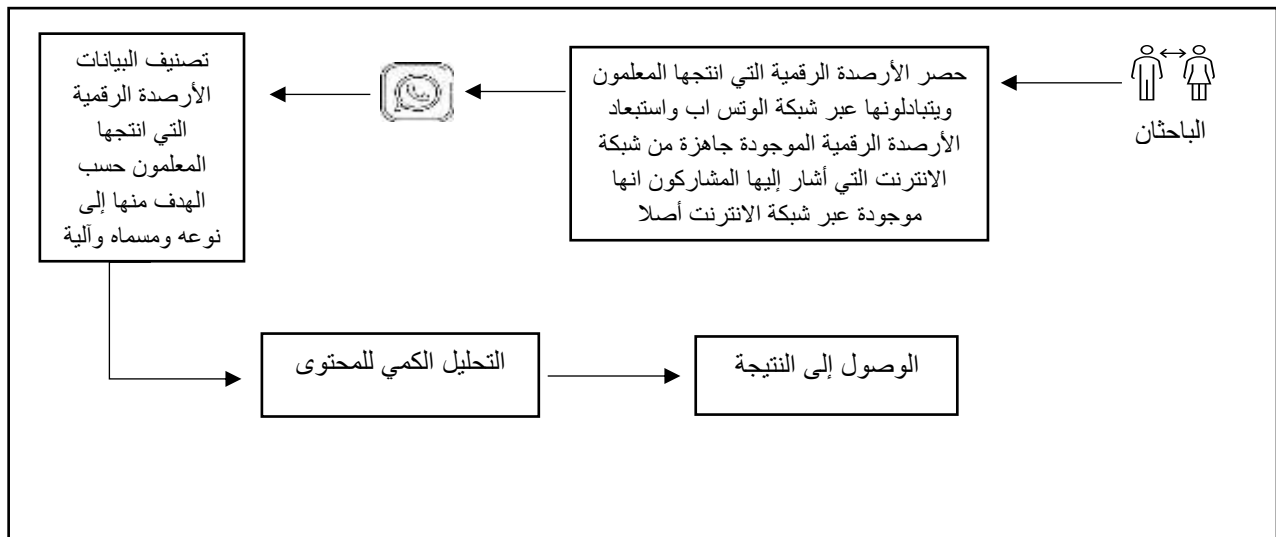 الباحثان
حصر الأرصدة الرقمية التي انتجها المعلمون
ويتبادلونها عبر شبكة الوتس اب واستبعاد
الأرصدة الرقمية الموجودة جاهزة من شبكة
الانترنت التي أشار إليها المشاركون انها
موجودة عبر شبكة الانترنت أصلا
تصنيف البيانات
الأرصدة الرقمية
التي انتجها
المعلمون حسب
الهدف منها إلى
نوعه ومسماه وآلية
التحليل الكمي للمحتوى
الوصول إلى النتيجة